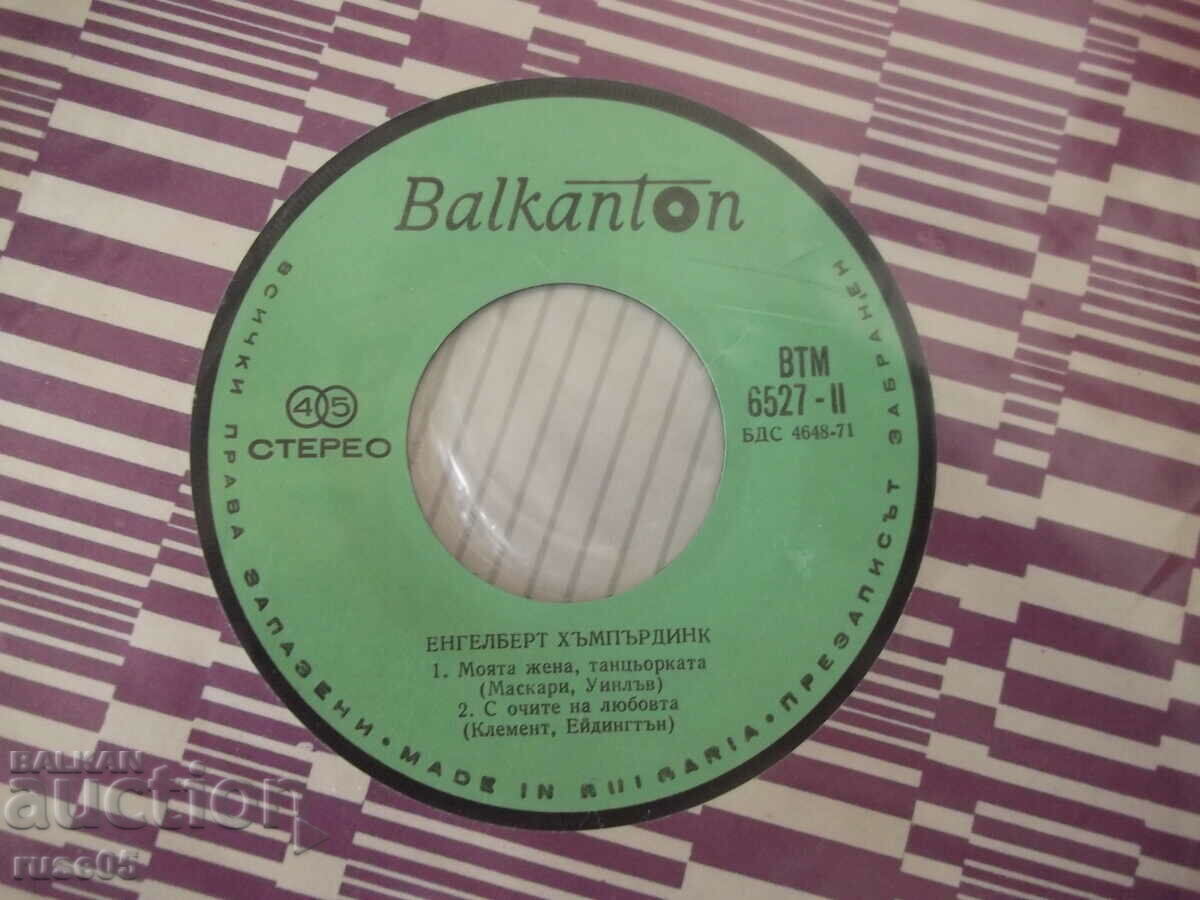 Balkanton
ВСИЧКИ ПРАВА ЗАПАЗЕНИ • MADE IN BULGARIA • ПРЕЗАПИСЪТ ЗАБРАНЕН
45
СТЕРЕО
ВТМ
6527 - II
БДС 4648-71
ЕНГЕЛБЕРТ ХЪМПЪРДИНК
1. Моята жена, танцьорката
(Маскари, Уинлъв)
2. С очите на любовта
(Клемент, Ейдингтън)
BALKAN
auction
ruse05